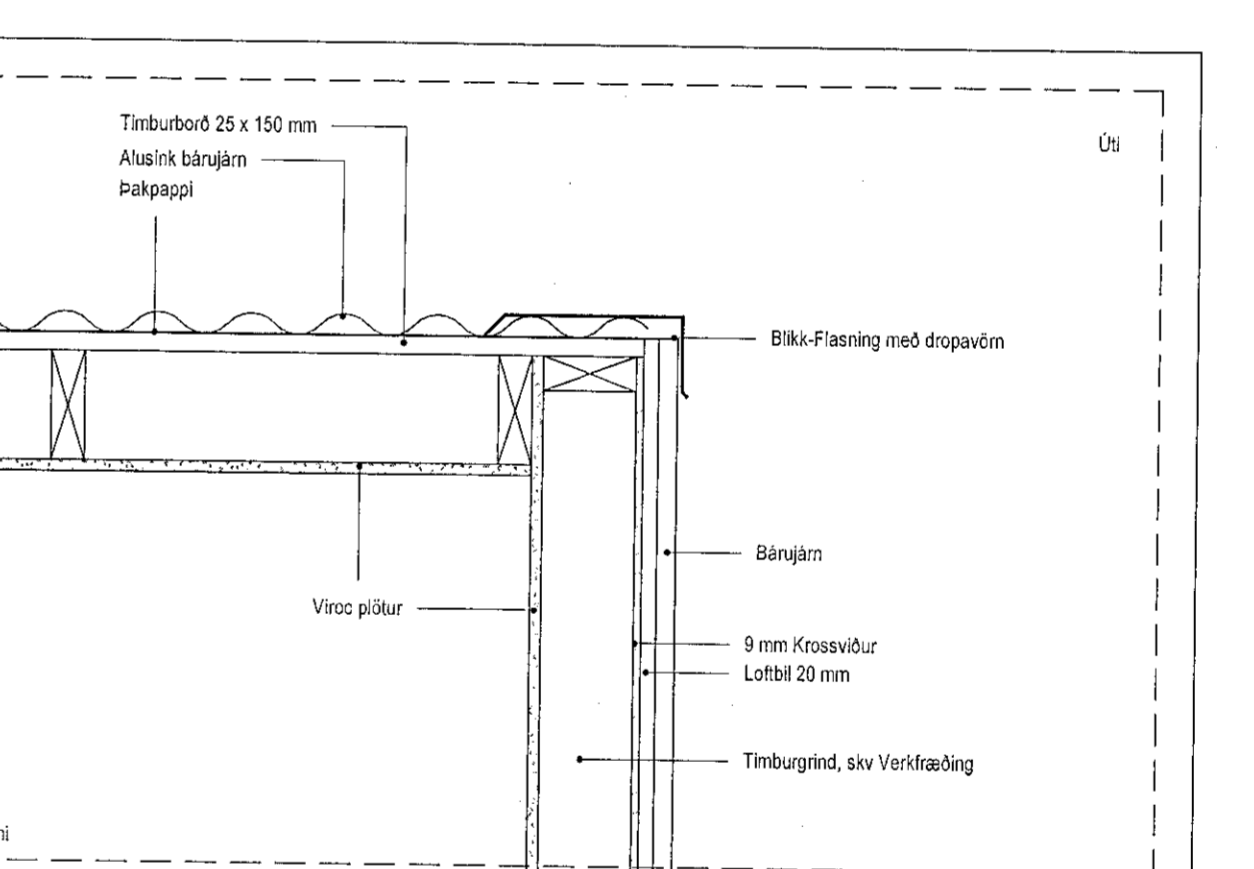 Timburborð 25 x 150 mm
Alusink bárujárn
Þakpappi
Úti
Blikk-Flasning með dropavörn
Bárujárn
Viroc plötur
9 mm Krossviður
Loftbil 20 mm
Timburgrind, skv Verkfræðing